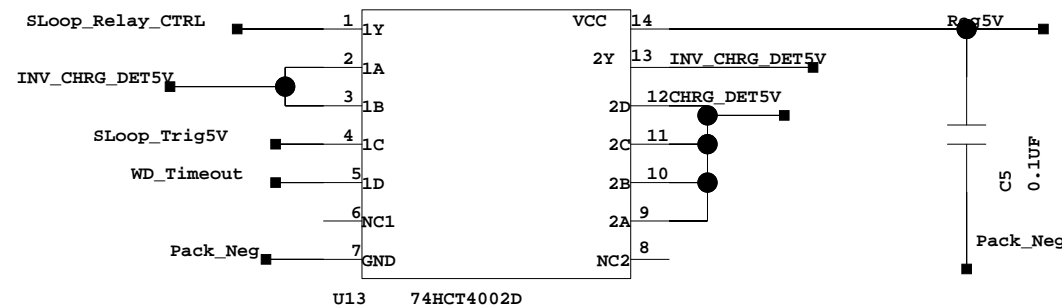 SLoop_Relay_CTRL 1 1Y VCC 14 Reg5V
2 1A 2Y 13 INV_CHRG_DET5V
INV_CHRG_DET5V
3 1B 2D 12 CHRG_DET5V
SLoop_Trig5V 4 1C 2C 11
WD_Timeout 5 1D 2B 10
6 NC1 2A 9
Pack_Neg 7 GND NC2 8
C5
0.1UF
Pack_Neg
U13 74HCT4002D